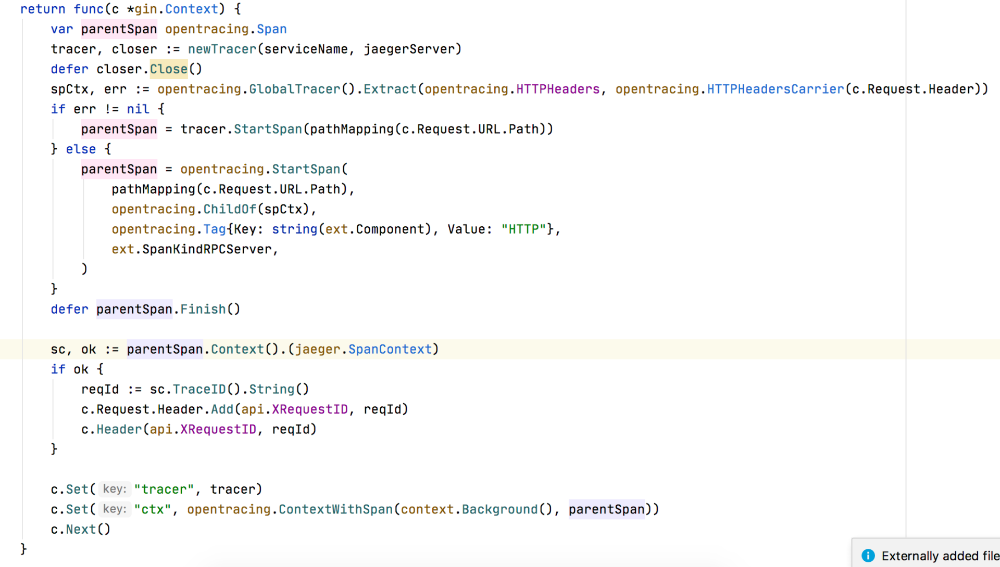 return func(c *gin.Context) {
var parentSpan opentracing.Span
tracer, closer := newTracer(serviceName, jaegerServer)
defer closer.Close()
spCtx, err := opentracing.GlobalTracer().Extract(opentracing.HTTPHeaders, opentracing.HTTPHeadersCarrier(c.Request.Header))
if err != nil {
parentSpan = tracer.StartSpan(pathMapping(c.Request.URL.Path))
} else {
parentSpan = opentracing.StartSpan(
pathMapping(c.Request.URL.Path),
opentracing.ChildOf(spCtx),
opentracing.Tag{Key: string(ext.Component), Value: "HTTP"},
ext.SpanKindRPCServer,
)
}
defer parentSpan.Finish()
sc, ok := parentSpan.Context().(jaeger.SpanContext)
if ok {
reqId := sc.TraceID().String()
c.Request.Header.Add(api.XRequestID, reqId)
c.Header(api.XRequestID, reqId)
}
c.Set( key: "tracer", tracer)
c.Set( key: "ctx", opentracing.ContextWithSpan(context.Background(), parentSpan))
c.Next()
}
Externally added file